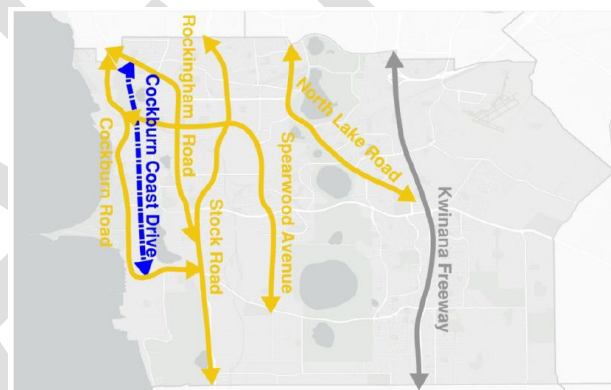 Cockburn Road
Cockburn Coast Drive
Rockingham Road
Stock Road
Spearwood Avenue
North Lake Road
Kwinana Freeway